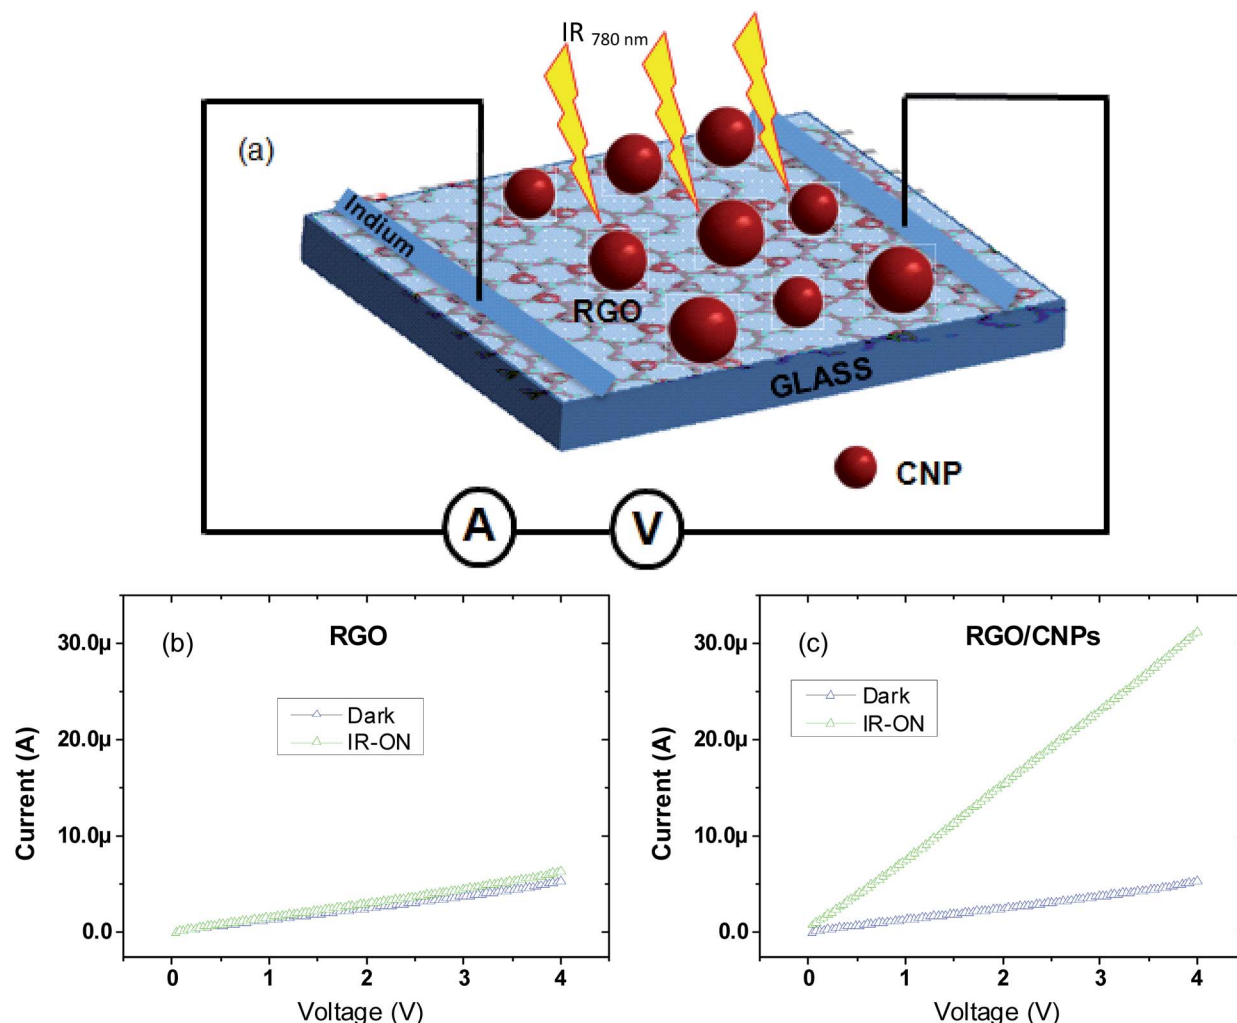 IR 780 nm
(a)
Indium
RGO
GLASS
CNP
A
V
(b)
RGO
Dark
IR-ON
30.0µ
20.0µ
10.0µ
0.0
Current (A)
0 1 2 3 4
Voltage (V)
(c)
RGO/CNPs
Dark
IR-ON
30.0µ
20.0µ
10.0µ
0.0
Current (A)
0 1 2 3 4
Voltage (V)